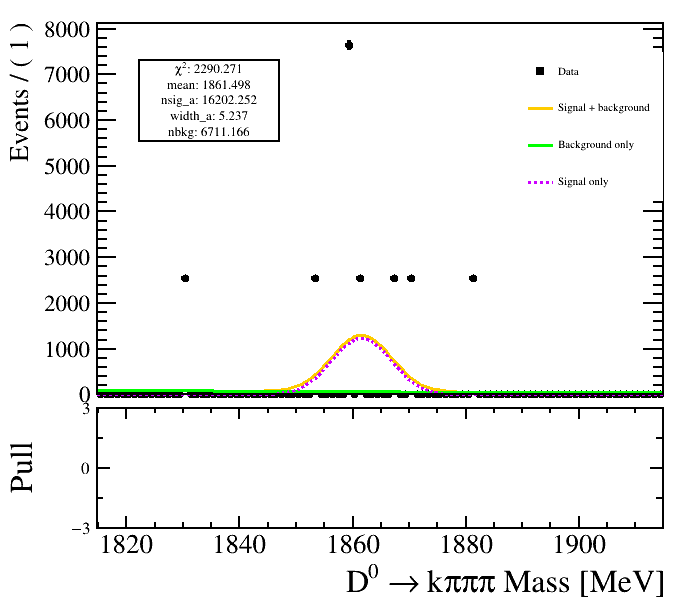 Events / ( 1 )
8000
7000
6000
5000
4000
3000
2000
1000
0
χ²: 2290.271
mean: 1861.498
nsig_a: 16202.252
width_a: 5.237
nbkg: 6711.166
Data
Signal + background
Background only
Signal only
Pull
3
0
−3
1820 1840 1860 1880 1900
D⁰ → kπππ Mass [MeV]